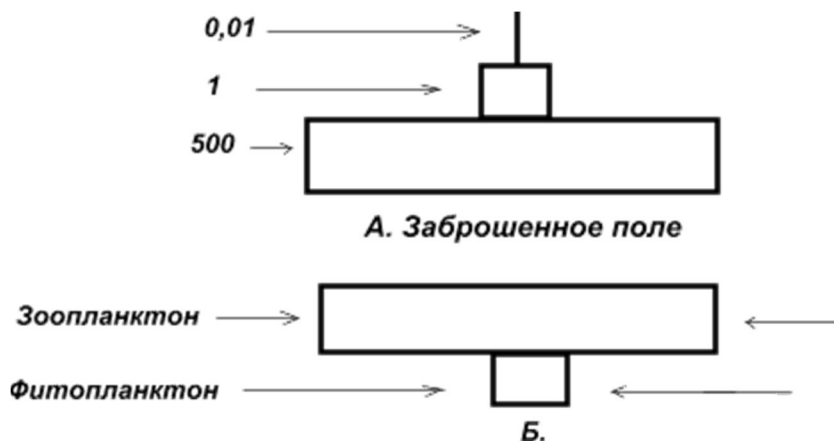 0,01
1
500
А. Заброшенное поле
Зоопланктон
Фитопланктон
Б.